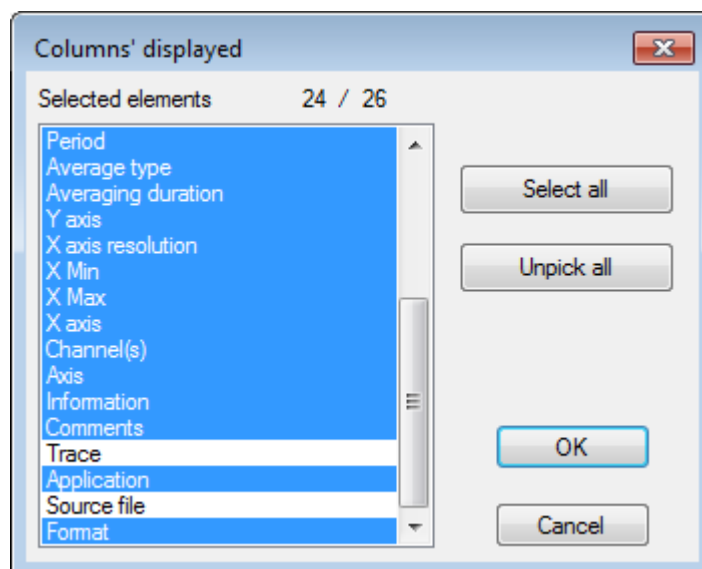 Columns' displayed
Selected elements 24 / 26
Period
Average type
Averaging duration
Y axis
X axis resolution
X Min
X Max
X axis
Channel(s)
Axis
Information
Comments
Trace
Application
Source file
Format
Select all
Unpick all
OK
Cancel